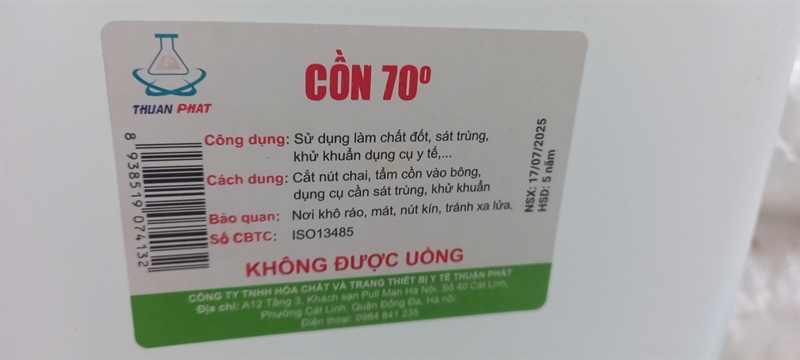 THUAN PHAT
CỒN 70⁰
Công dụng: Sử dụng làm chất đốt, sát trùng,
khử khuẩn dụng cụ y tế,...
Cách dung: Cắt nút chai, tẩm cồn vào bông,
dụng cụ cần sát trùng, khử khuẩn
Bảo quan: Nơi khô ráo, mát, nút kín, tránh xa lửa.
Số CBTC: ISO13485
KHÔNG ĐƯỢC UỐNG
CÔNG TY TNHH HÓA CHẤT VÀ TRANG THIẾT BỊ Y TẾ THUẬN PHÁT
Địa chỉ: A12 Tầng 3, Khách sạn Pull Man Hà Nội, Số 40 Cát Linh,
Phường Cát Linh, Quận Đống Đa, Hà nội
Điện thoại: 0984 841 235
8 938519 074132
NSX: 17/07/2025
HSD: 5 năm